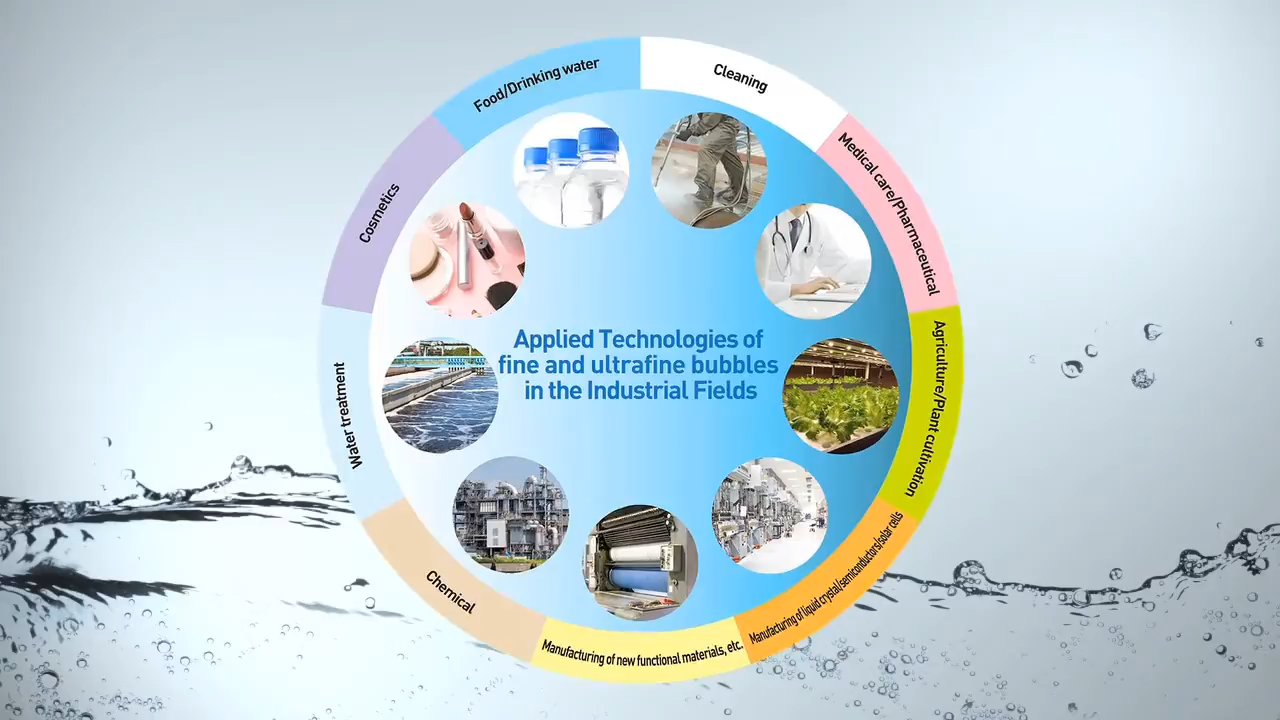 Food/Drinking water
Cleaning
Medical care/Pharmaceutical
Agriculture/Plant cultivation
Manufacturing of liquid crystal/semiconductors/solar cells
Manufacturing of new functional materials, etc.
Chemical
Water treatment
Cosmetics
Applied Technologies of
fine and ultrafine bubbles
in the Industrial Fields